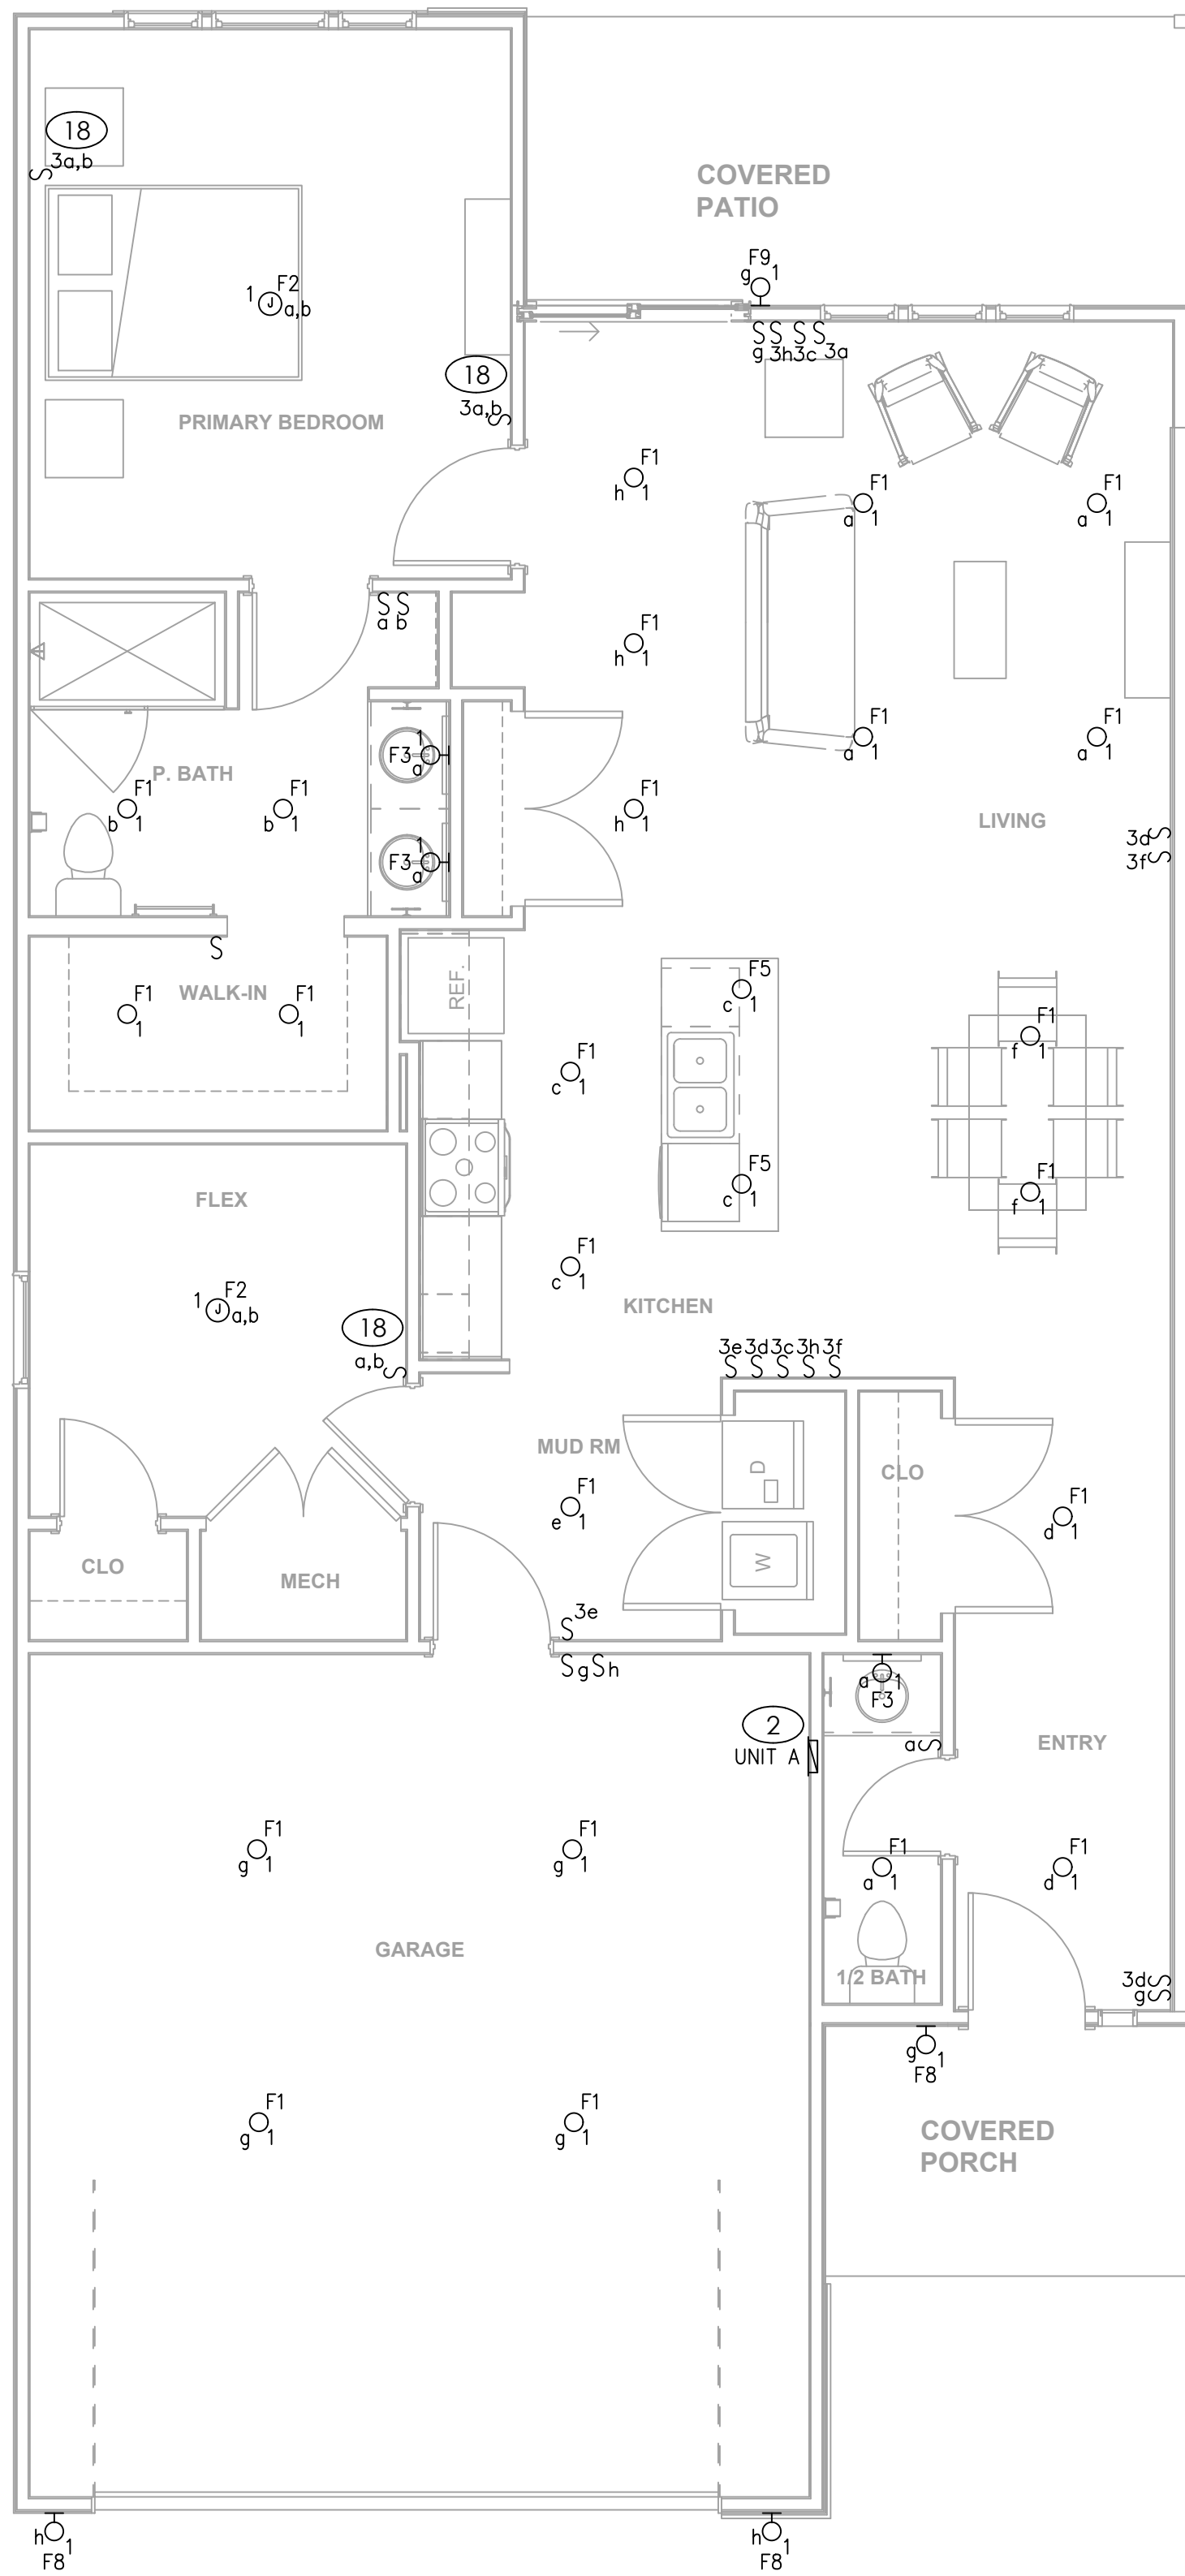 18
3a,b
S
COVERED
PATIO
F9
g 1
1 F2
J a,b
S S S S
g 3h 3c 3a
18
3a,b
S
PRIMARY BEDROOM
F1
h 1
F1
a 1
F1
a 1
S S
a b
F1
h 1
F1
a 1
F1
a 1
1
F3
a
P. BATH
F1
b 1
F1
b 1
F1
h 1
LIVING
3d S
3f S
1
F3
a
S
WALK-IN
F1
1
F1
1
REF.
F5
c 1
F1
f 1
F1
c 1
F5
c 1
F1
f 1
FLEX
F1
c 1
1 F2
J a,b
18
a,b
S
KITCHEN
3e 3d 3c 3h 3f
S S S S S
MUD RM
D
CLO
F1
e 1
F1
d 1
W
CLO
MECH
3e
S
S g S h
a 1
F3
2
UNIT A
a S
ENTRY
F1
g 1
F1
g 1
F1
a 1
F1
d 1
GARAGE
1/2 BATH
3d S
g S
g 1
F8
F1
g 1
F1
g 1
COVERED
PORCH
h 1
F8
h 1
F8